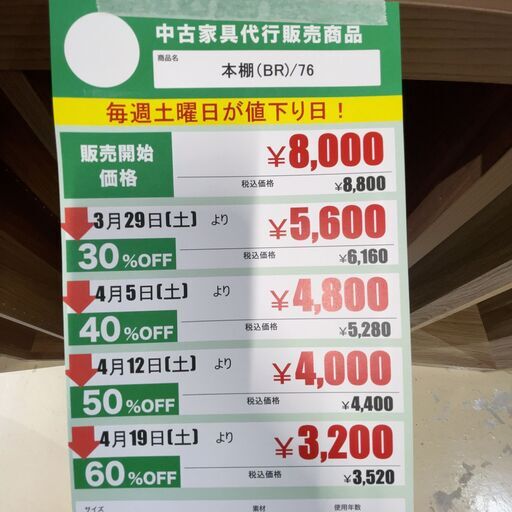 中古家具代行販売商品
商品名
本棚(BR)/76
毎週土曜日が値下り日！
販売開始
価格
¥8,000
税込価格 ¥8,800
3月29日(土) より
30%OFF
¥5,600
税込価格 ¥6,160
4月5日(土) より
40%OFF
¥4,800
税込価格 ¥5,280
4月12日(土) より
50%OFF
¥4,000
税込価格 ¥4,400
4月19日(土) より
60%OFF
¥3,200
税込価格 ¥3,520
サイズ 素材 使用年数